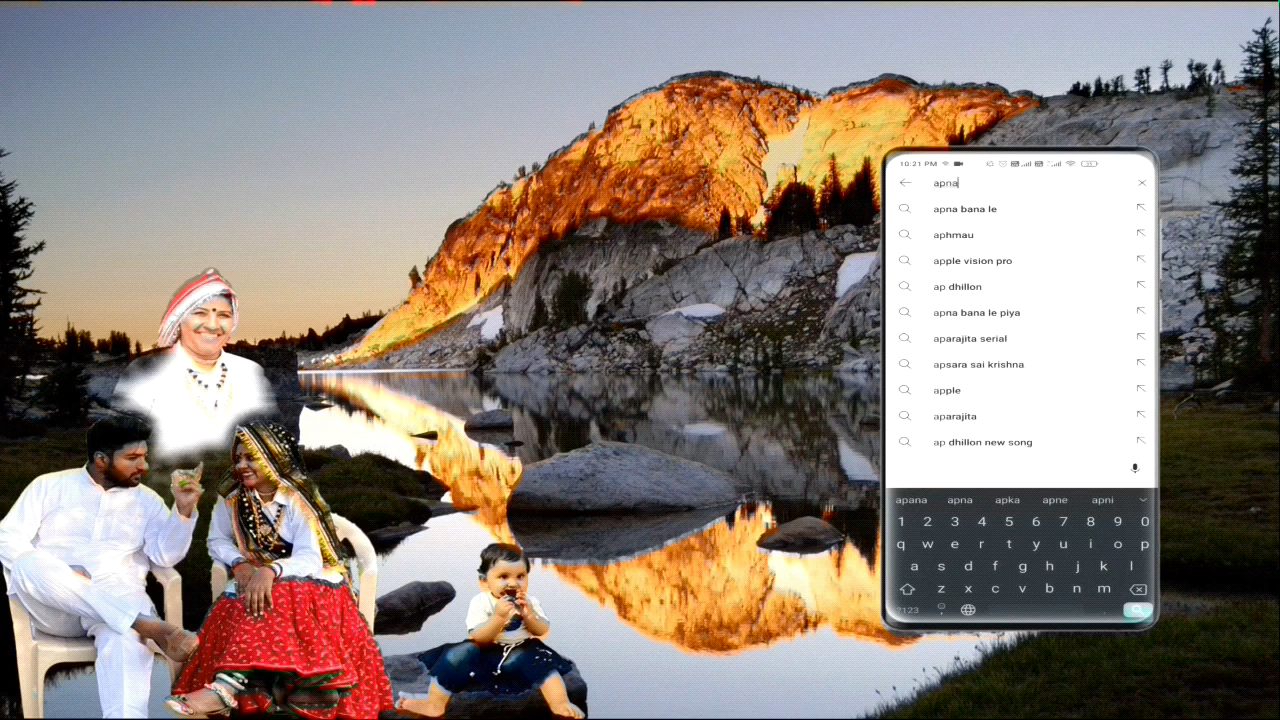 10:21 PM
apna
apna bana le
aphmau
apple vision pro
ap dhillon
apna bana le piya
aparajita serial
apsara sai krishna
apple
aparajita
ap dhillon new song
apana apna apka apne apni
1 2 3 4 5 6 7 8 9 0
q w e r t y u i o p
a s d f g h j k l
z x c v b n m
?123 , .